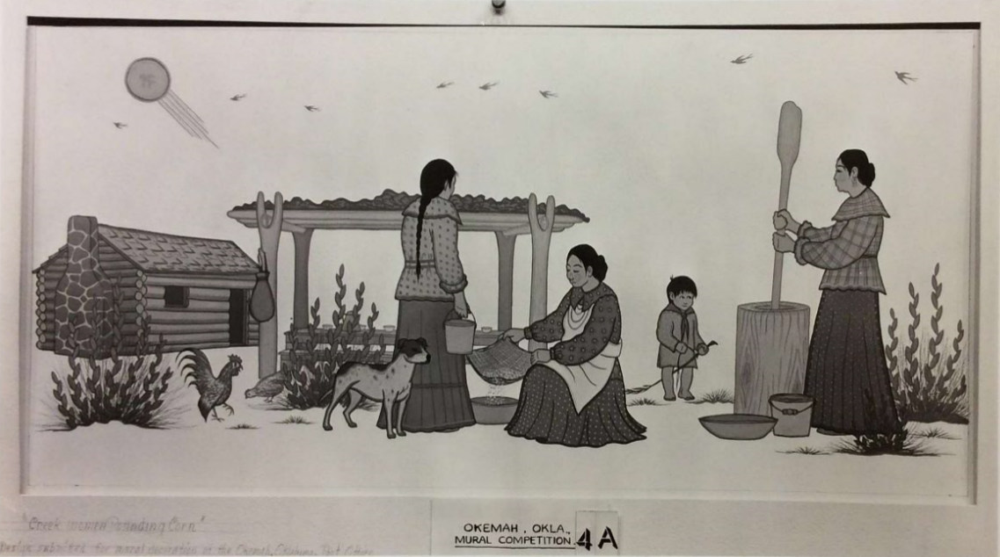 "Creek Women Pounding Corn"
Design submitted for mural decoration in the Okemah, Oklahoma. Post Office
OKEMAH, OKLA.,
MURAL COMPETITION. 4A